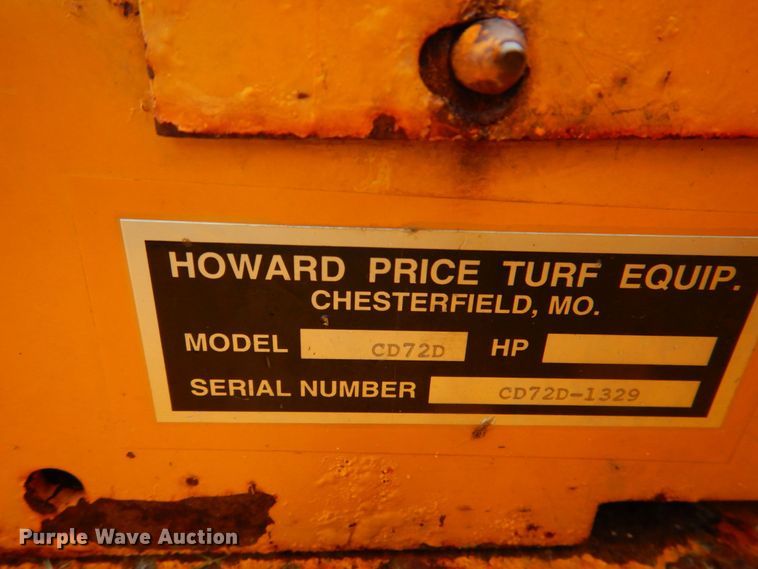 HOWARD PRICE TURF EQUIP.
CHESTERFIELD, MO.
MODEL CD72D HP
SERIAL NUMBER CD72D-1329
Purple Wave Auction